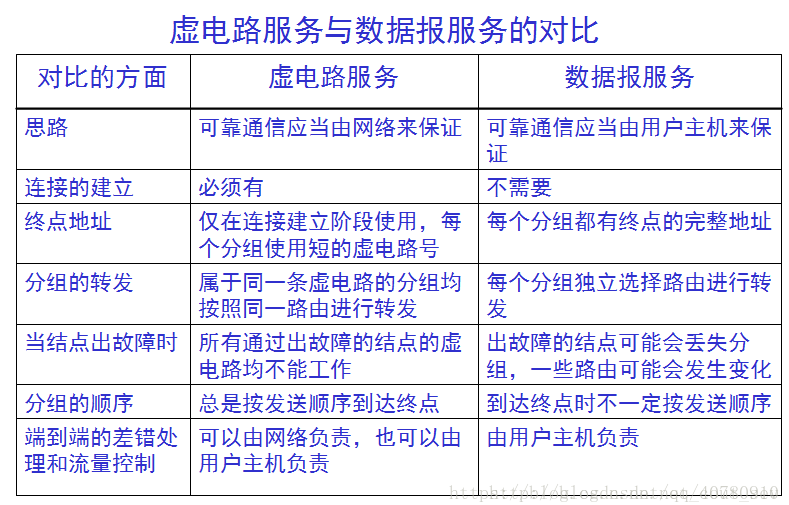 虚电路服务与数据报服务的对比
对比的方面
虚电路服务
数据报服务
思路
可靠通信应当由网络来保证
可靠通信应当由用户主机来保
证
连接的建立
必须有
不需要
终点地址
仅在连接建立阶段使用，每
个分组使用短的虚电路号
每个分组都有终点的完整地址
分组的转发
属于同一条虚电路的分组均
按照同一路由进行转发
每个分组独立选择路由进行转
发
当结点出故障时
所有通过出故障的结点的虚
电路均不能工作
出故障的结点可能会丢失分
组，一些路由可能会发生变化
分组的顺序
总是按发送顺序到达终点
到达终点时不一定按发送顺序
端到端的差错处
理和流量控制
可以由网络负责，也可以由
用户主机负责
由用户主机负责